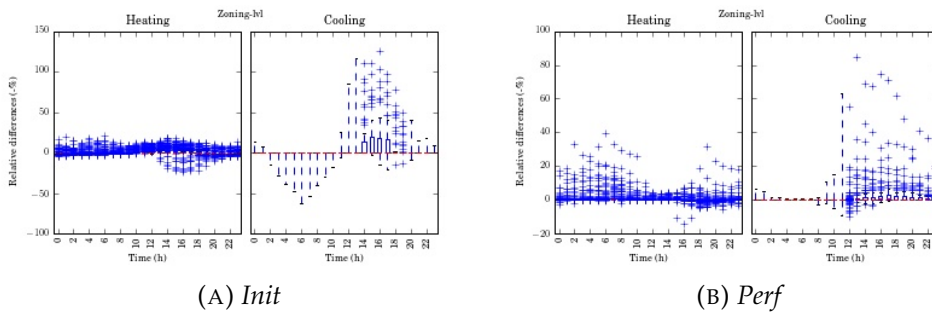 Zoning-lvl
Heating Cooling
Relative differences (-%)
150
100
50
0
−50
−100
0 2 4 6 8 10 12 14 16 18 20 22 0 2 4 6 8 10 12 14 16 18 20 22
Time (h) Time (h)
(A) Init
Zoning-lvl
Heating Cooling
Relative differences (-%)
100
80
60
40
20
0
−20
0 2 4 6 8 10 12 14 16 18 20 22 0 2 4 6 8 10 12 14 16 18 20 22
Time (h) Time (h)
(B) Perf